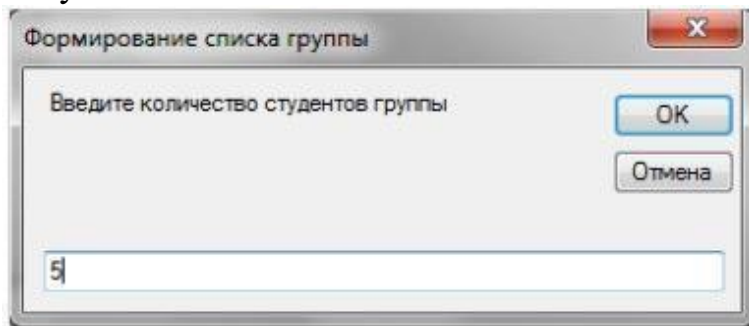 Формирование списка группы
Введите количество студентов группы
OK
Отмена
5